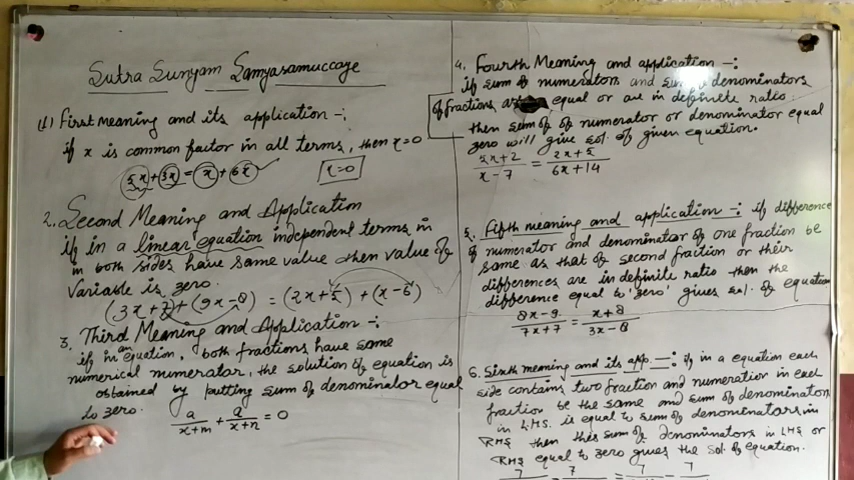 Sutra Sunyam Samyasamuccaye
(1) First Meaning and its application -:
if x is common factor in all terms, then x=0
5x+3x = x+6x
x=0
2. Second Meaning and Application
if in a linear equation independent terms in
in both sides have same value then value of
variable is zero.
(3x+7)+(9x-8) = (2x+5)+(x-6)
3. Third Meaning and Application -:
if in an equation, both fractions have same
numerical numerator, the solution of equation is
obtained by putting sum of denominator equal
to zero.
a/(x+m) + a/(x+n) = 0
4. Fourth Meaning and application -:
if sum of numerators and sum of denominators
of fractions are equal or are in definite ratio
then sum of of numerator or denominator equal
zero will give sol. of given equation.
(5x+2)/(x-7) = (2x+5)/(6x+14)
5. Fifth meaning and application -: if difference
of numerator and denominator of one fraction be
same as that of second fraction or their
differences are in definite ratio then the
difference equal to 'zero' gives sol. of equation
(8x-9)/(7x+7) = (x+8)/(3x-8)
6. Sixth meaning and its app. -: if in a equation each
side contains two fraction and numeration in each
fraction be the same and sum of denominators
in L.H.S. is equal to sum of denominators in
RHS then this sum of denominators in LHS or
RHS equal to zero gives the sol. of equation.
7 7 = 7 - 7